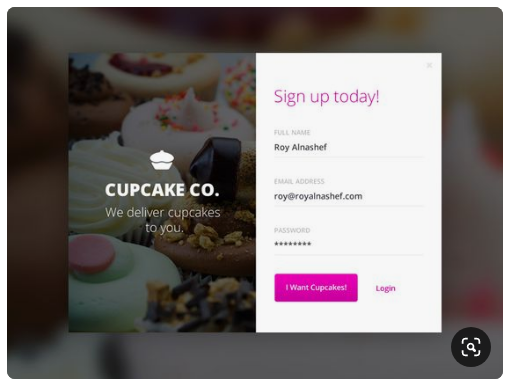 CUPCAKE CO.
We deliver cupcakes
to you.
Sign up today!
FULL NAME
Roy Alnashef
EMAIL ADDRESS
roy@royalnashef.com
PASSWORD
********
I Want Cupcakes!
Login